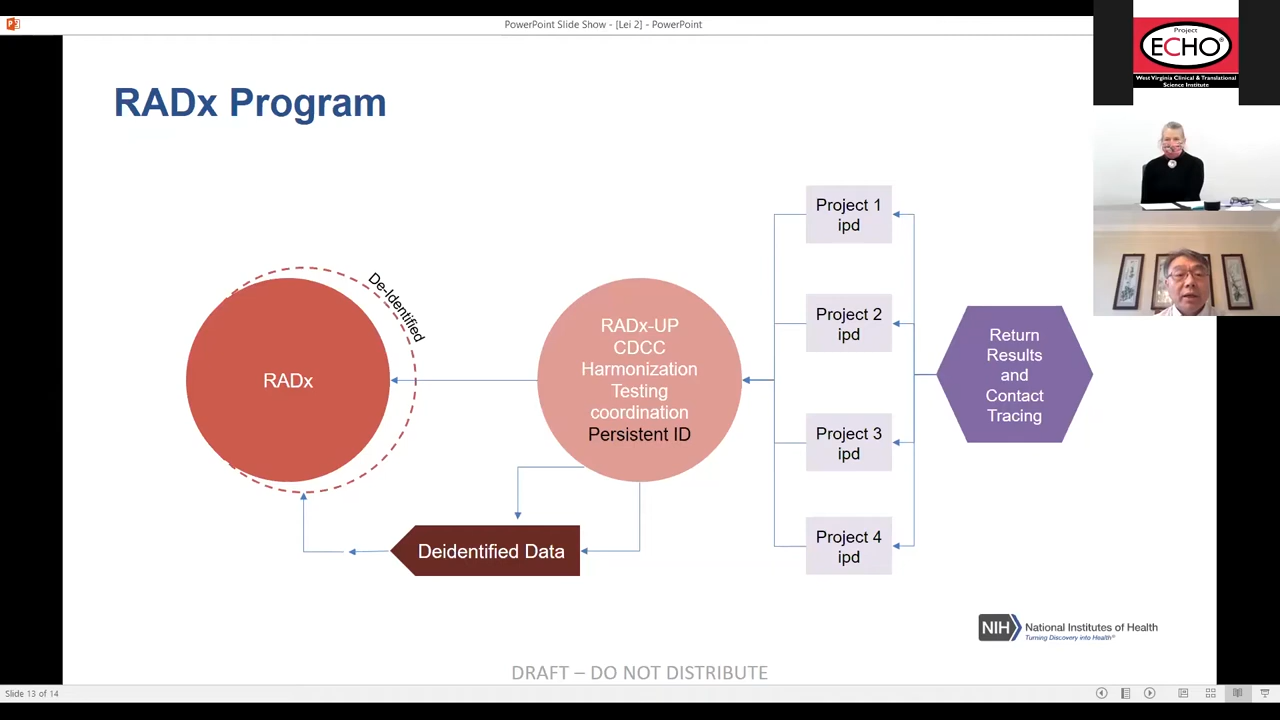 PowerPoint Slide Show - [Lei 2] - PowerPoint
Project
ECHO®
West Virginia Clinical & Translational
Science Institute
RADx Program
De-Identified
RADx
RADx-UP
CDCC
Harmonization
Testing
coordination
Persistent ID
Deidentified Data
Project 1
ipd
Project 2
ipd
Project 3
ipd
Project 4
ipd
Return
Results
and
Contact
Tracing
NIH
National Institutes of Health
Turning Discovery into Health®
DRAFT – DO NOT DISTRIBUTE
Slide 13 of 14